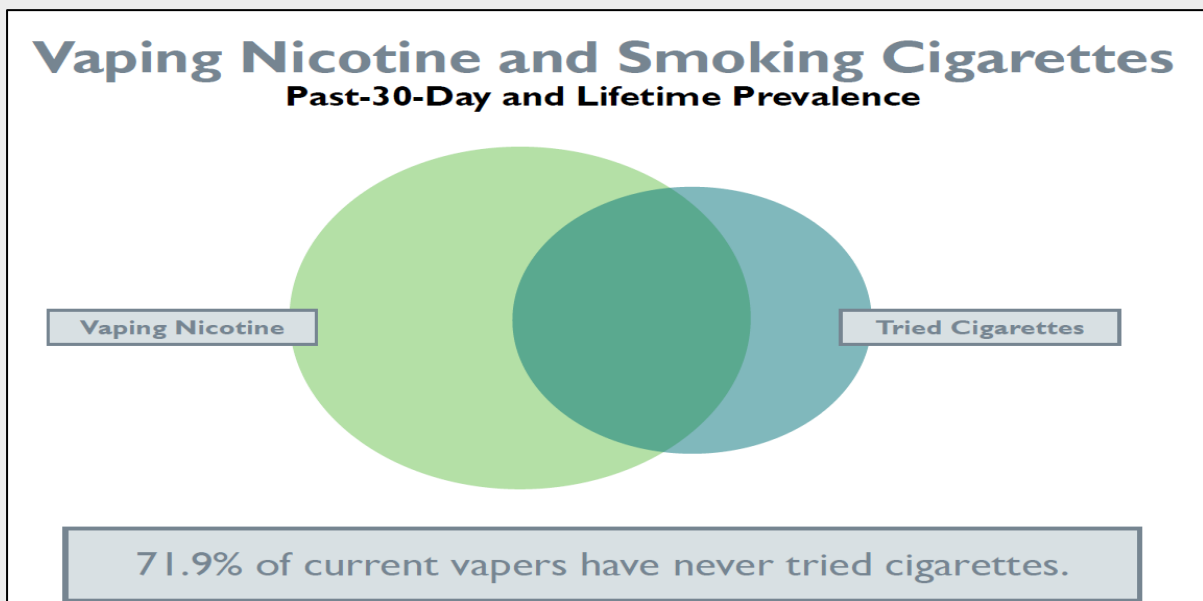 Vaping Nicotine and Smoking Cigarettes
Past-30-Day and Lifetime Prevalence
Vaping Nicotine
Tried Cigarettes
71.9% of current vapers have never tried cigarettes.